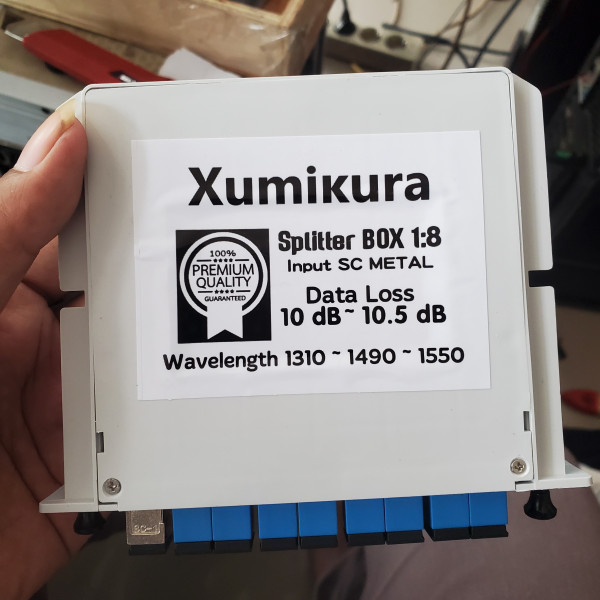 Xumikura
Splitter BOX 1:8
Input SC METAL
100%
PREMIUM
QUALITY
GUARANTEED
Data Loss
10 dB ~ 10.5 dB
Wavelength 1310 ~ 1490 ~ 1550